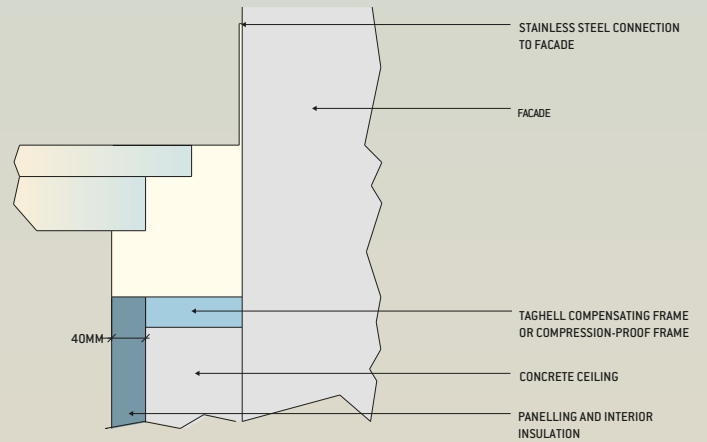 STAINLESS STEEL CONNECTION
TO FACADE
FACADE
TAGHELL COMPENSATING FRAME
OR COMPRESSION-PROOF FRAME
40MM
CONCRETE CEILING
PANELLING AND INTERIOR
INSULATION